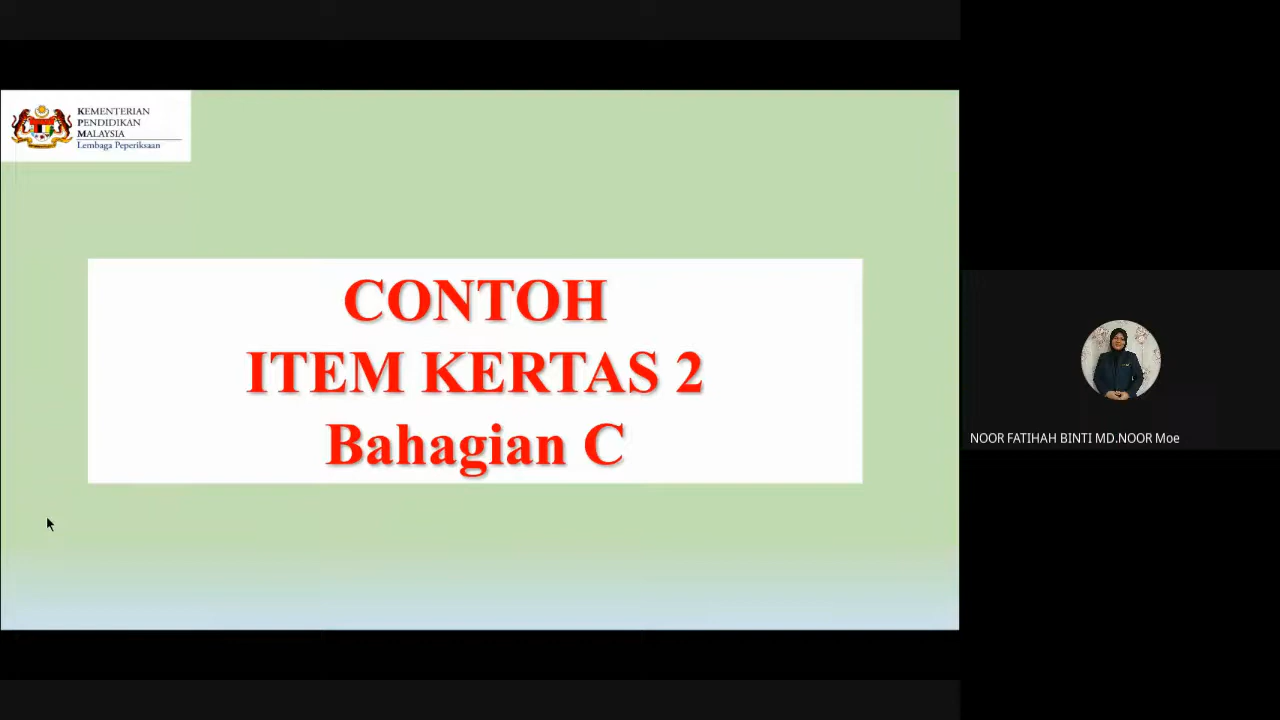 KEMENTERIAN
PENDIDIKAN
MALAYSIA
Lembaga Peperiksaan
CONTOH
ITEM KERTAS 2
Bahagian C
NOOR FATIHAH BINTI MD.NOOR Moe